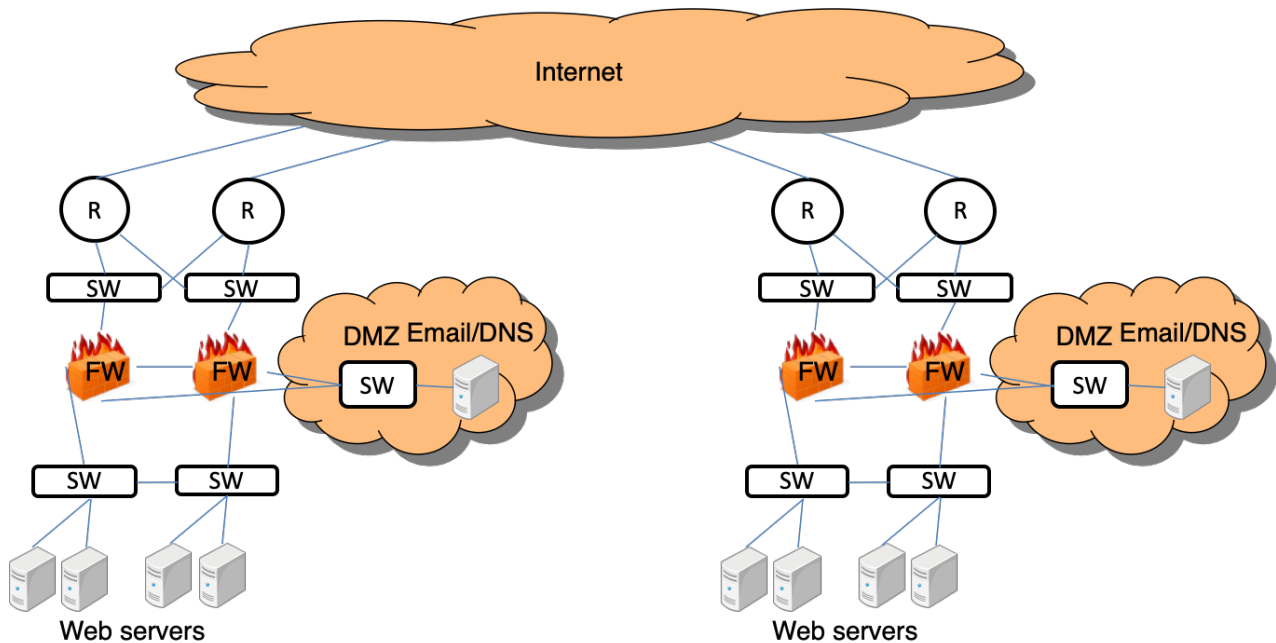 Internet
R R R R
SW SW SW SW
DMZ Email/DNS DMZ Email/DNS
FW FW SW FW FW SW
SW SW SW SW
Web servers Web servers